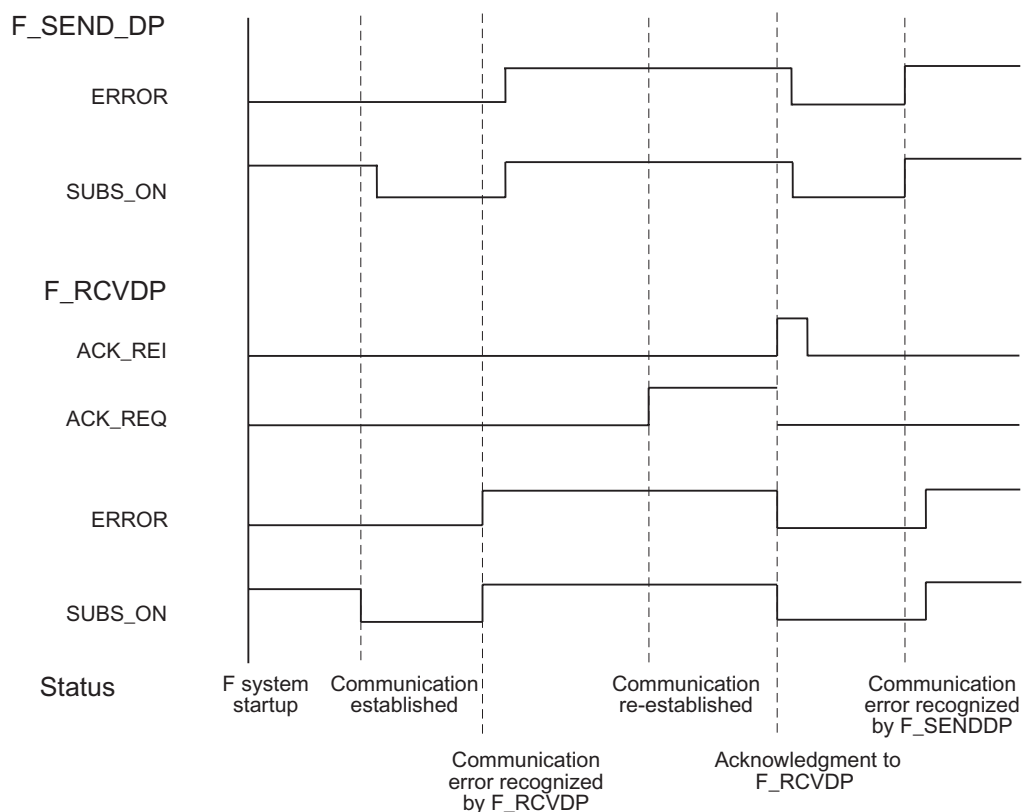 F_SEND_DP
ERROR
SUBS_ON
F_RCVDP
ACK_REI
ACK_REQ
ERROR
SUBS_ON
Status
F system
startup
Communication
established
Communication
error recognized
by F_RCVDP
Communication
re-established
Acknowledgment to
F_RCVDP
Communication
error recognized
by F_SENDDP